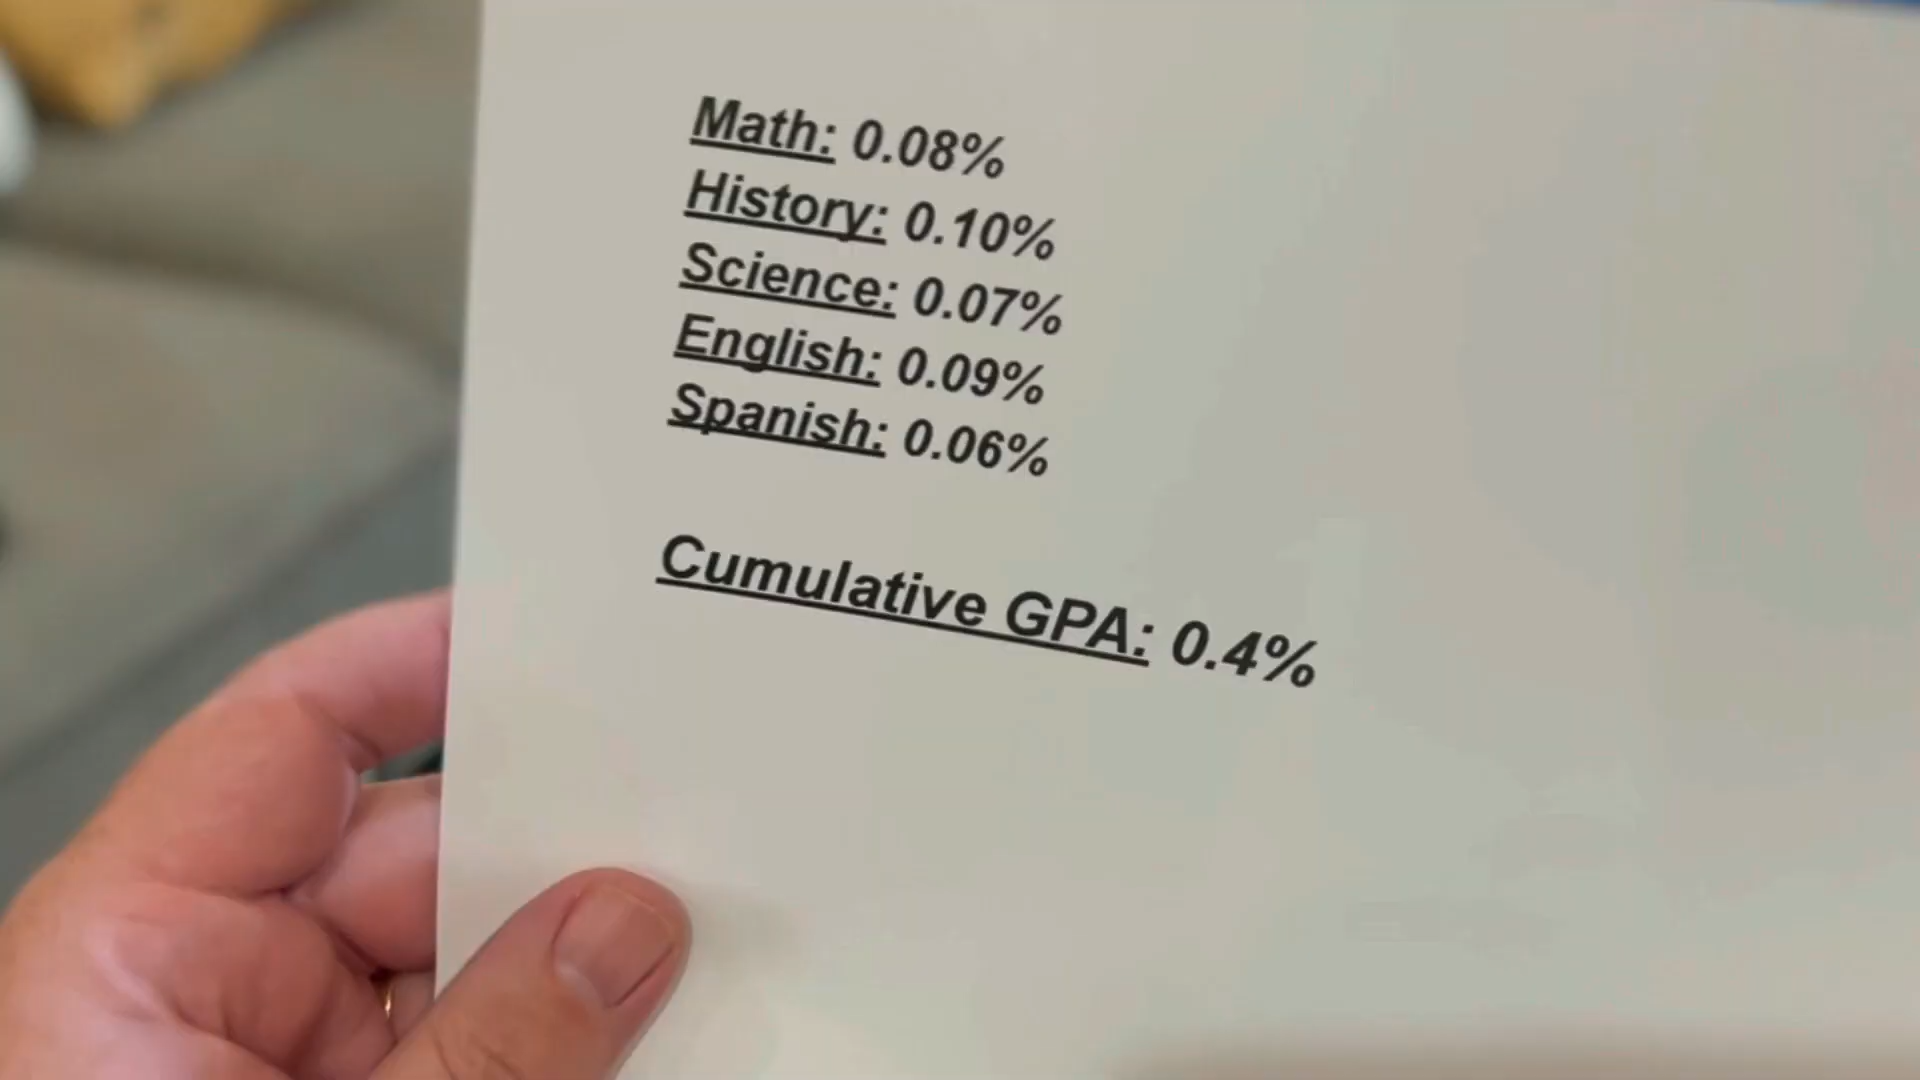 Math: 0.08%
History: 0.10%
Science: 0.07%
English: 0.09%
Spanish: 0.06%
Cumulative GPA: 0.4%